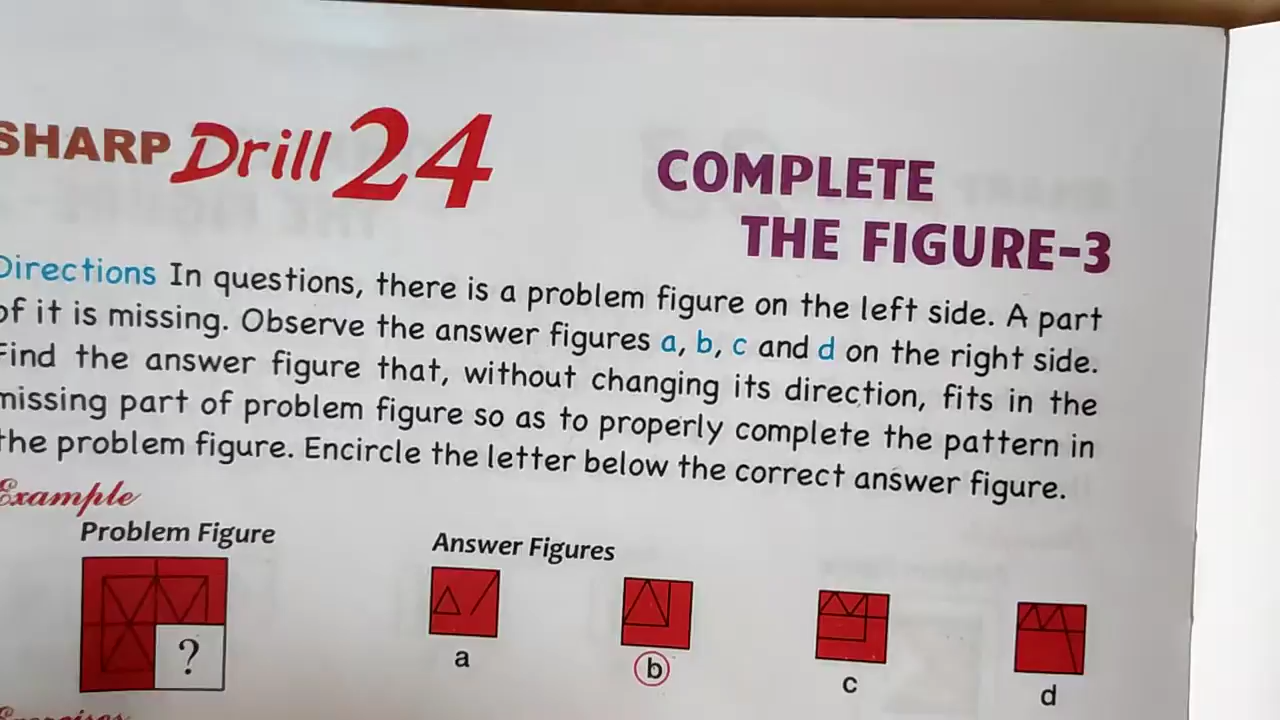 SHARP Drill 24
COMPLETE
THE FIGURE-3
Directions In questions, there is a problem figure on the left side. A part
of it is missing. Observe the answer figures a, b, c and d on the right side.
Find the answer figure that, without changing its direction, fits in the
missing part of problem figure so as to properly complete the pattern in
the problem figure. Encircle the letter below the correct answer figure.
Example
Problem Figure
Answer Figures
?
a
b
c
d